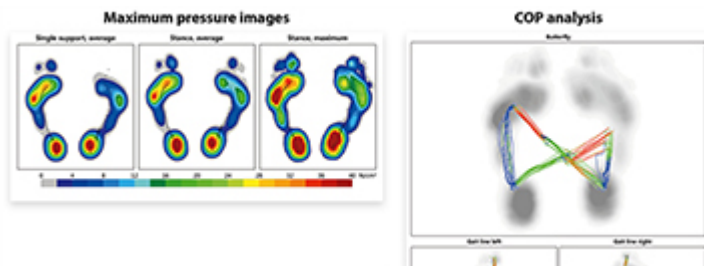 Maximum pressure images
Single support, average
Stance, average
Stance, maximum
COP analysis
Butterfly
Gait line left
Gait line right